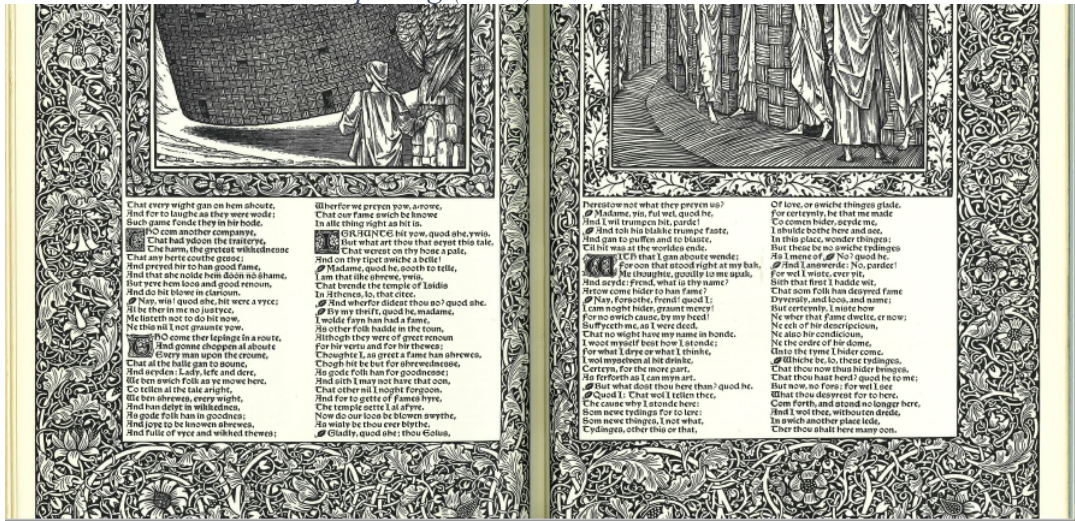 That every wight gan on hem shoute,
And for to laughe as they were wode;
Such game fonde they in hir hode.
THO com another companye,
That had ydoon the traiterye,
The harm, the gretest wikkednesse
That any herte couthe gesse;
And preyed hir to han good fame,
And that she nolde hem doon no shame,
But yeve hem loos and good renoun,
And do hit blowe in clarioun.
Nay, wis! quod she, hit were a vyce;
Al be ther in me no justyce,
Me listeth not to do hit now,
Ne this nil I not graunte yow.
THO come ther lepinge in a route,
And gonne choppen al aboute
Every man upon the croune,
That al the halle gan to soune,
And seyden: Lady, lefe and dere,
We ben swich folk as ye mowe here,
To tellen al the tale aright,
We ben shrewes, every wight,
And han delyt in wikkednes,
As gode folk han in goodnes;
And joye to be knowen shrewes,
And fulle of vyce and wikked thewes;
Wherfor we preyen yow, a-rowe,
That our fame swich be knowe
In alle thing right as hit is.
I GRAUNTE hit yow, quod she, ywis.
But what art thou that seyst this tale,
That werest on thy hose a pale,
And on thy tipet swiche a belle!
Madame, quod he, sooth to telle,
I am that ilke shrewe, ywis,
That brende the temple of Isidis
In Athenes, lo, that citee.
And wherfor didest thou so? quod she.
By my thrift, quod he, madame,
I wolde fayn han had a fame,
As other folk hadde in the toun,
Althogh they were of greet renoun
For hir vertu and for hir thewes;
Thoughte I, as greet a fame han shrewes,
Thogh hit be but for shrewednesse,
As gode folk han for goodnesse;
And sith I may not have that oon,
That other nil I noght forgoon.
And for to gette of Fames hyre,
The temple sette I al afyre.
Now do our loos be blowen swythe,
As wisly be thou ever blythe.
Gladly, quod she; thou Eolus,
Herestow not what they preyen us?
Madame, yis, ful wel, quod he,
And I wil trumpen hit, parde!
And tok his blakke trumpe faste,
And gan to puffen and to blaste,
Til hit was at the worldes ende.
WITH that I gan aboute wende;
For oon that stood right at my bak,
Me thoughte, goodly to me spak,
And seyde: Frend, what is thy name?
Artow come hider to han fame?
Nay, forsothe, frend! quod I;
I cam noght hider, graunt mercy!
For no swich cause, by my heed!
Suffyceth me, as I were deed,
That no wight have my name in honde.
I woot myself best how I stonde;
For what I drye or what I thinke,
I wol myselven al hit drinke,
Certeyn, for the more part,
As ferforth as I can myn art.
But what dost thou here than? quod he.
Quod I: That wol I tellen thee,
The cause why I stonde here:
Som newe tydings for to lere:
Som newe thinges, I not what,
Tydinges, other this or that,
Of love, or swiche thinges glade.
For certeynly, he that me made
To comen hider, seyde me,
I shulde bothe here and see,
In this place, wonder thinges;
But these be no swiche tydinges
As I mene of. No? quod he.
And I answerde: No, pardee!
For wel I wiste, ever yit,
Sith that first I hadde wit,
That som folk han desyred fame
Dyversly, and loos, and name;
But certeynly, I niste how
Ne wher that Fame dwelte, er now;
Ne eek of hir descripcioun,
Ne also hir condicioun,
Ne the ordre of hir dome,
Unto the tyme I hider come.
Whiche be, lo, these tydinges,
That thou now thus hider bringes,
That thou hast herd? quod he to me;
But now, no fors; for wel I see
What thou desyrest for to here.
Com forth, and stond no longer here,
And I wol thee, withouten drede,
In swich another place lede,
Ther thou shalt here many oon.